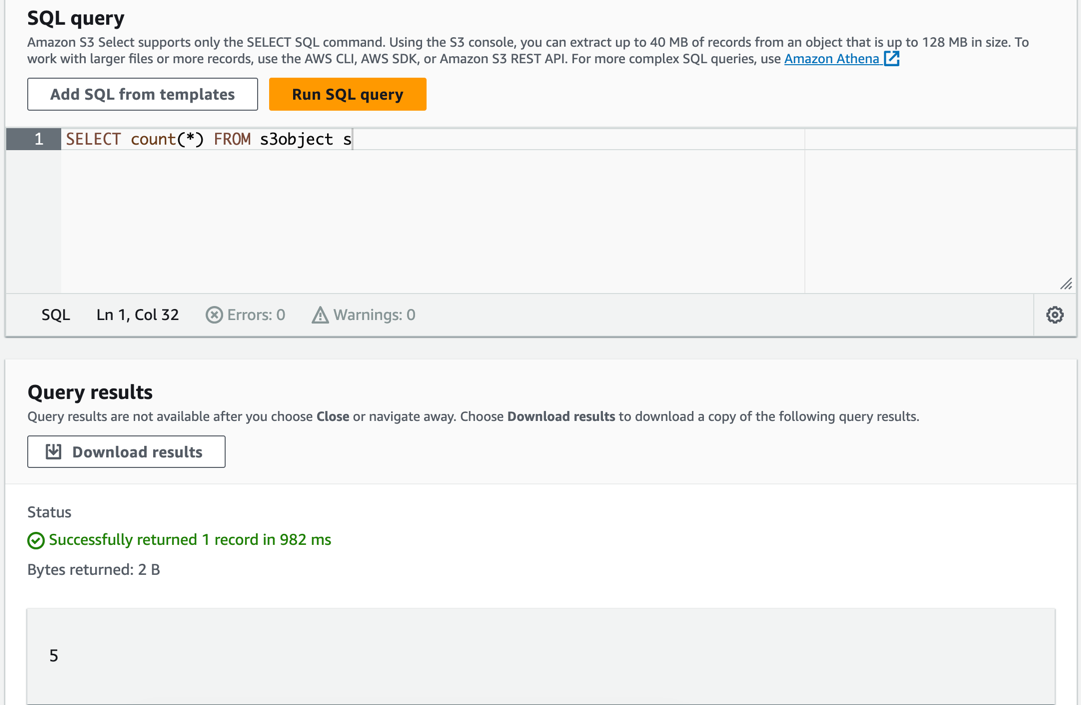 SQL query
Amazon S3 Select supports only the SELECT SQL command. Using the S3 console, you can extract up to 40 MB of records from an object that is up to 128 MB in size. To
work with larger files or more records, use the AWS CLI, AWS SDK, or Amazon S3 REST API. For more complex SQL queries, use Amazon Athena
Add SQL from templates Run SQL query
1 SELECT count(*) FROM s3object s
SQL Ln 1, Col 32 Errors: 0 Warnings: 0
Query results
Query results are not available after you choose Close or navigate away. Choose Download results to download a copy of the following query results.
Download results
Status
Successfully returned 1 record in 982 ms
Bytes returned: 2 B
5